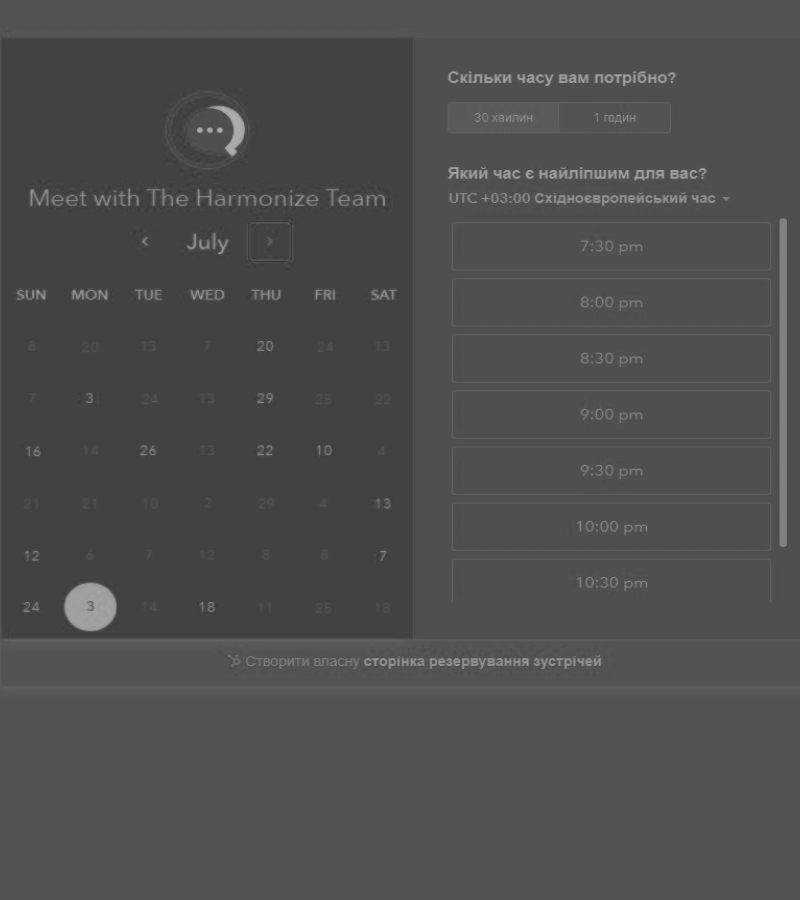 Meet with The Harmonize Team
July
SUN MON TUE WED THU FRI SAT
8 20 13 7 20 24 13
7 3 24 13 29 25 22
16 14 26 13 22 10 4
21 21 10 2 29 4 13
12 6 7 12 8 8 7
24 3 14 18 11 25 18
Скільки часу вам потрібно?
30 хвилин 1 годин
Який час є найліпшим для вас?
UTC +03:00 Східноєвропейський час
7:30 pm
8:00 pm
8:30 pm
9:00 pm
9:30 pm
10:00 pm
10:30 pm
Створити власну сторінка резервування зустрічей